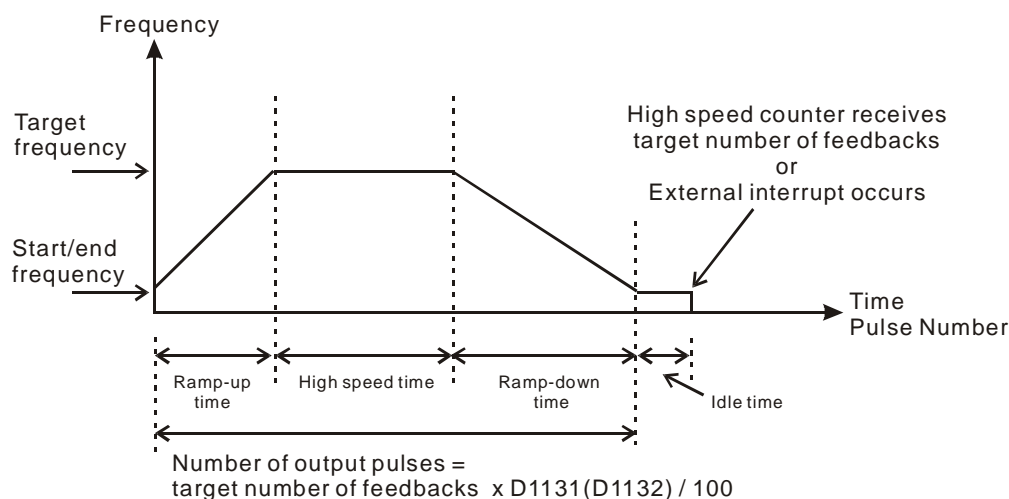 Frequency
Target
frequency
Start/end
frequency
High speed counter receives
target number of feedbacks
or
External interrupt occurs
Time
Pulse Number
Ramp-up
time
High speed time
Ramp-down
time
Idle time
Number of output pulses =
target number of feedbacks x D1131(D1132) / 100